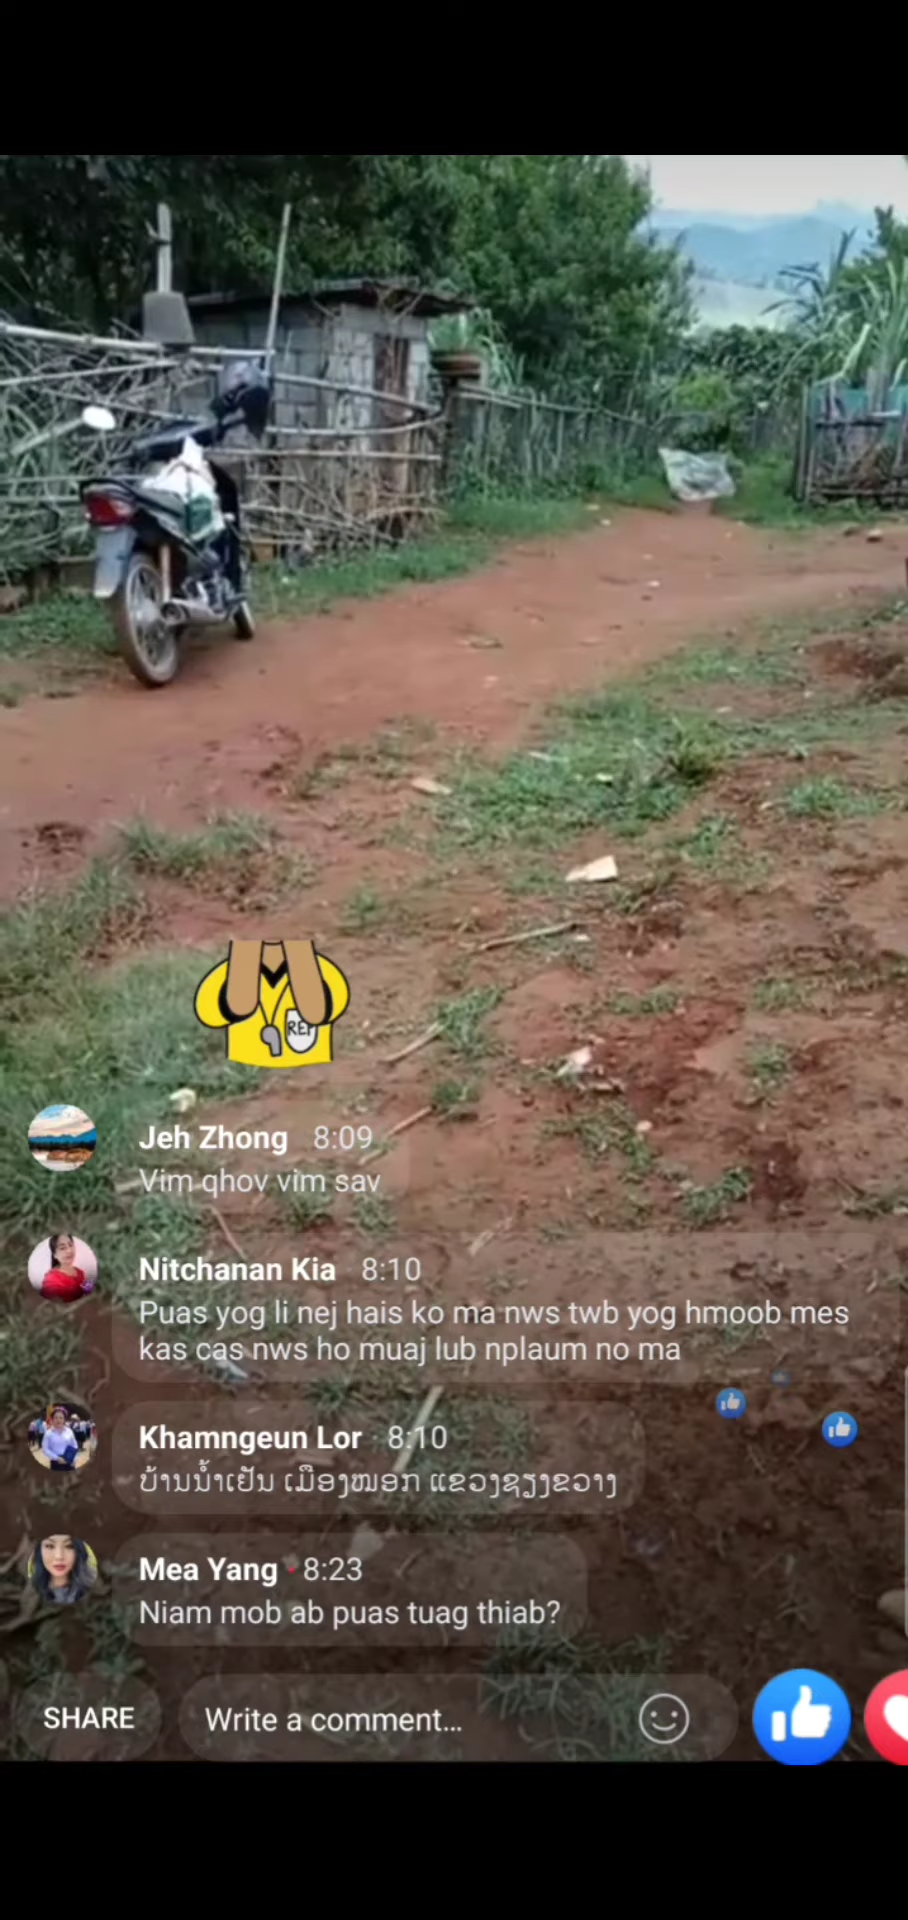 REF
Jeh Zhong 8:09
Vim qhov vim sav
Nitchanan Kia 8:10
Puas yog li nej hais ko ma nws twb yog hmoob mes
kas cas nws ho muaj lub nplaum no ma
Khamngeun Lor 8:10
ບ້ານນ້ຳເຢັນ ເມືອງໝອກ ແຂວງຊຽງຂວາງ
Mea Yang 8:23
Niam mob ab puas tuag thiab?
SHARE
Write a comment...